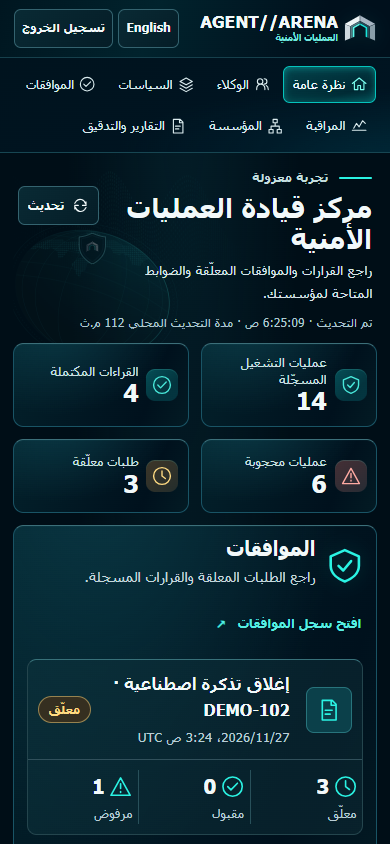 AGENT//ARENA
العمليات الأمنية
English
تسجيل الخروج
نظرة عامة
الوكلاء
السياسات
الموافقات
المراقبة
المؤسسة
التقارير والتدقيق
تجربة معزولة
مركز قيادة العمليات
الأمنية
تحديث
راجع القرارات والموافقات المعلّقة والضوابط
المتاحة لمؤسستك.
تم التحديث · 6:25:09 ص · مدة التحديث المحلي 112 م.ث
عمليات التشغيل
المسجّلة
14
القراءات المكتملة
4
عمليات محجوبة
6
طلبات معلّقة
3
الموافقات
راجع الطلبات المعلقة والقرارات المسجلة.
افتح سجل الموافقات ↗
إغلاق تذكرة اصطناعية ·
DEMO-102
معلّق
27‏/11‏/2026، 3:24 ص UTC
3
معلّق
0
مقبول
1
مرفوض